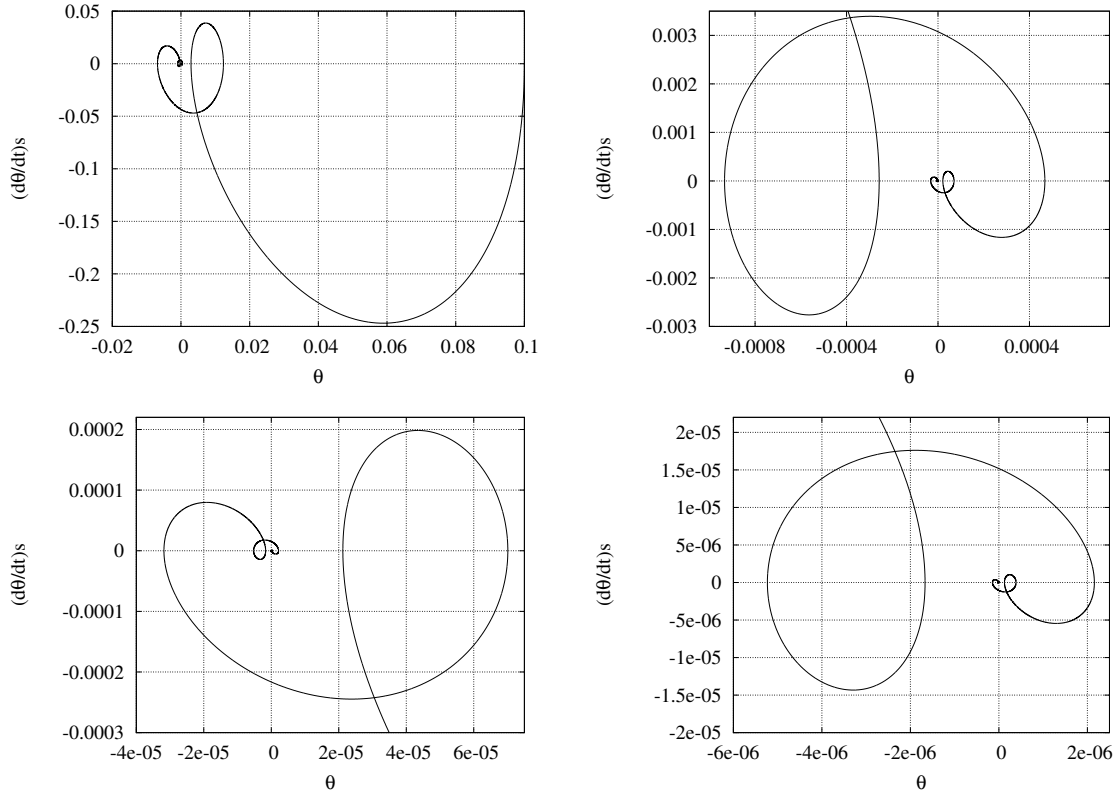 0.05
0
-0.05
-0.1
-0.15
-0.2
-0.25
-0.02 0 0.02 0.04 0.06 0.08 0.1
θ
(dθ/dt)s
0.003
0.002
0.001
0
-0.001
-0.002
-0.003
-0.0008 -0.0004 0 0.0004
θ
(dθ/dt)s
0.0002
0.0001
0
-0.0001
-0.0002
-0.0003
-4e-05 -2e-05 0 2e-05 4e-05 6e-05
θ
(dθ/dt)s
2e-05
1.5e-05
1e-05
5e-06
0
-5e-06
-1e-05
-1.5e-05
-2e-05
-6e-06 -4e-06 -2e-06 0 2e-06
θ
(dθ/dt)s